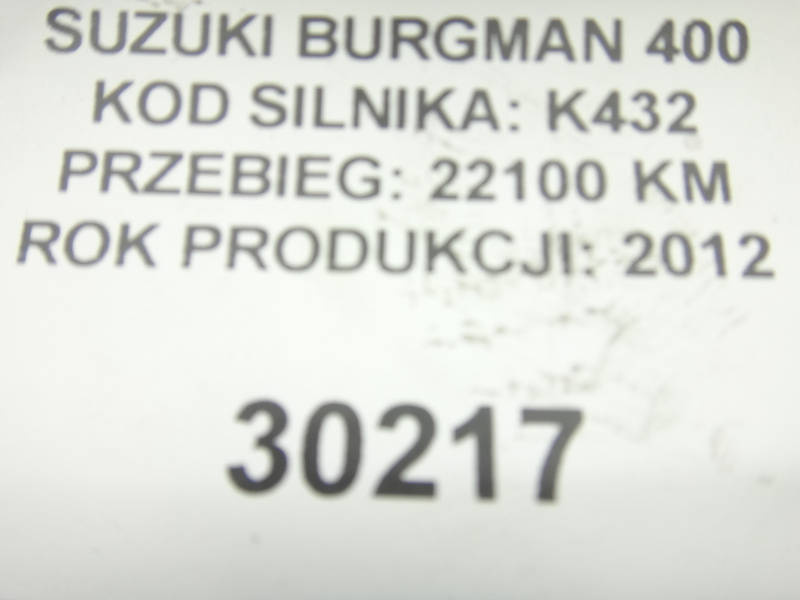 SUZUKI BURGMAN 400
KOD SILNIKA: K432
PRZEBIEG: 22100 KM
ROK PRODUKCJI: 2012
30217